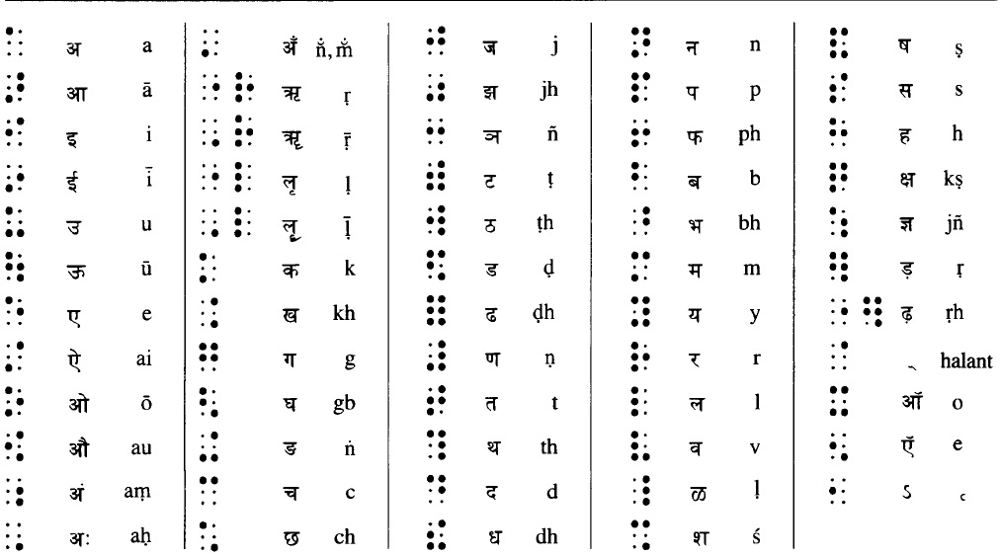 अ a
आ ā
इ i
ई ī
उ u
ऊ ū
ए e
ऐ ai
ओ ō
औ au
अं aṃ
अः aḥ
अँ ṅ̇, ṁ̇
ऋ ṛ
ॠ ṝ
ऌ ḷ
ॡ ḹ
क k
ख kh
ग g
घ gb
ङ ṅ
च c
छ ch
ज j
झ jh
ञ ñ
ट ṭ
ठ ṭh
ड ḍ
ढ ḍh
ण ṇ
त t
थ th
द d
ध dh
न n
प p
फ ph
ब b
भ bh
म m
य y
र r
ल l
व v
ळ ḷ
श ś
ष ṣ
स s
ह h
क्ष kṣ
ज्ञ jñ
ड़ ṛ
ढ़ ṛh
् halant
ऑ o
ऍ e
ऽ